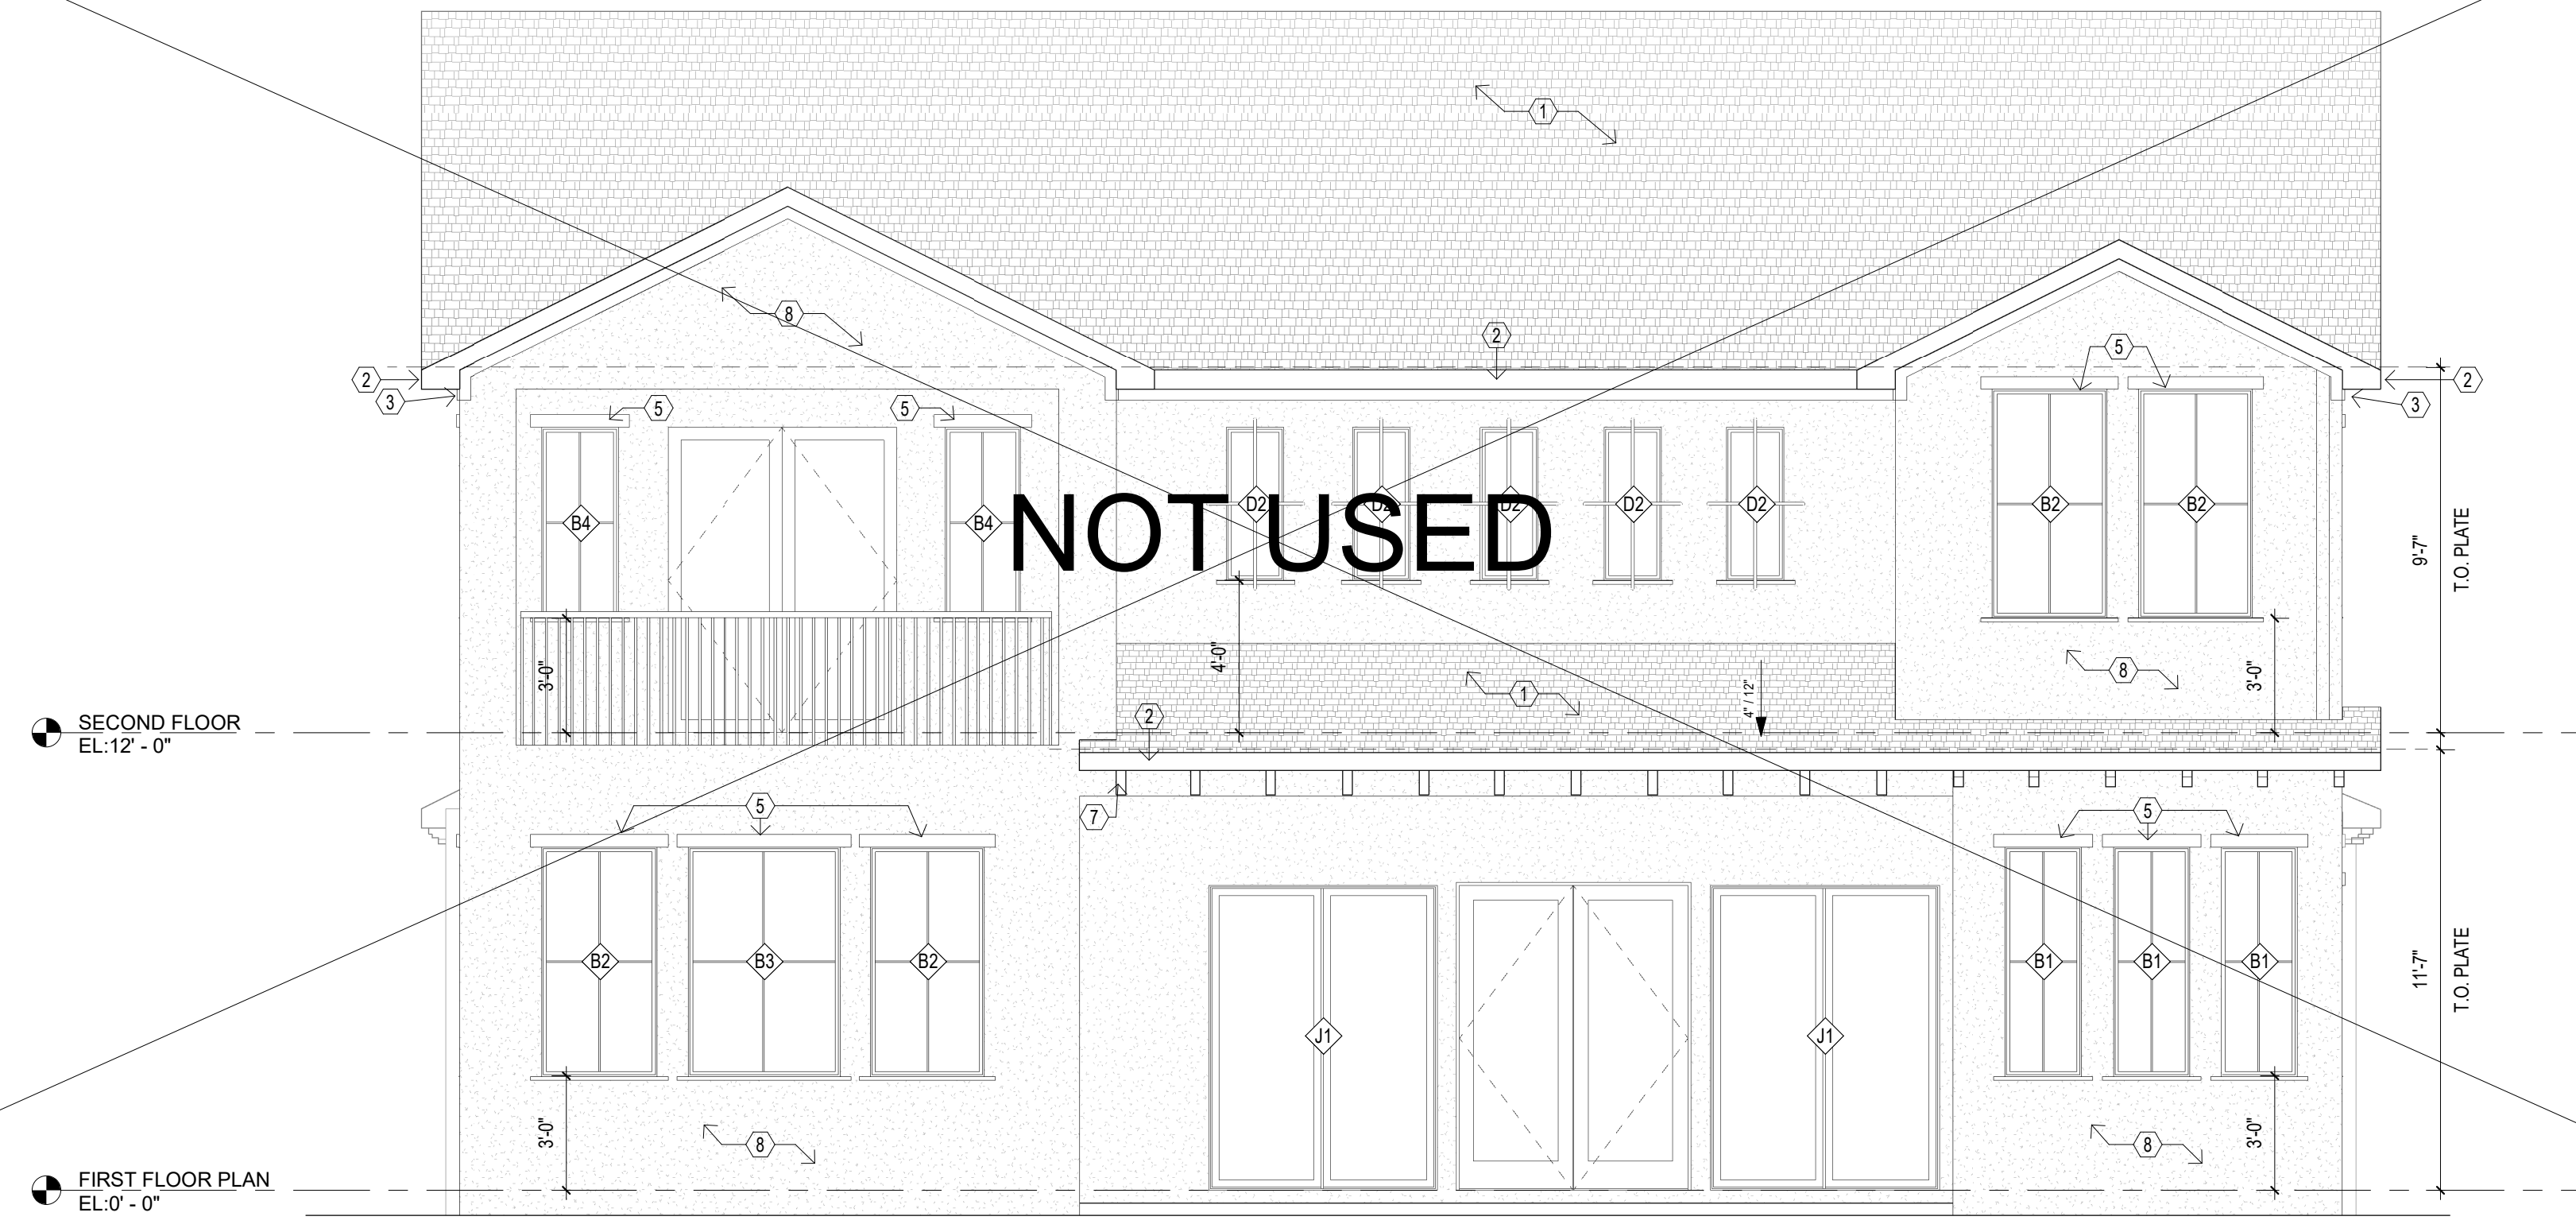 1
8
2
5
2
2
3
3
5
5
D2
D2
D2
D2
D2
B2
B2
B4
B4
NOT USED
9'-7"
T.O. PLATE
3'-0"
4'-0"
8
3'-0"
1
4" / 12"
2
SECOND FLOOR
EL:12' - 0"
7
5
5
B2
B3
B2
B1
B1
B1
11'-7"
T.O. PLATE
J1
J1
3'-0"
8
8
3'-0"
FIRST FLOOR PLAN
EL:0' - 0"